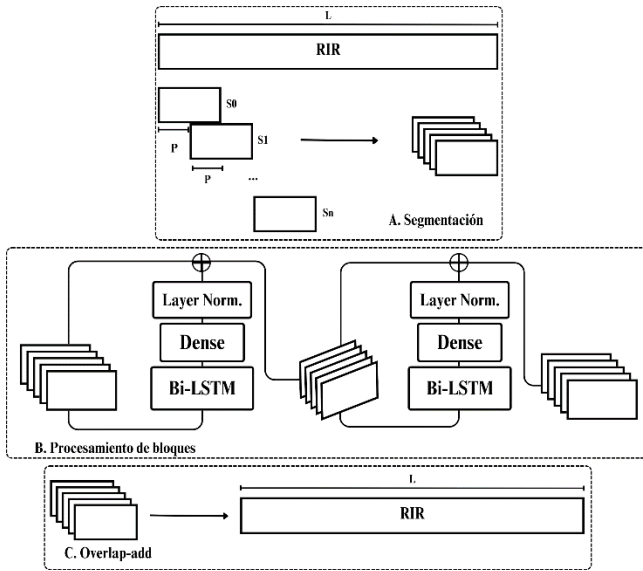 L
RIR
S0
P
S1
P
...
Sn
A. Segmentación
Layer Norm.
Dense
Bi-LSTM
Layer Norm.
Dense
Bi-LSTM
B. Procesamiento de bloques
L
RIR
C. Overlap-add